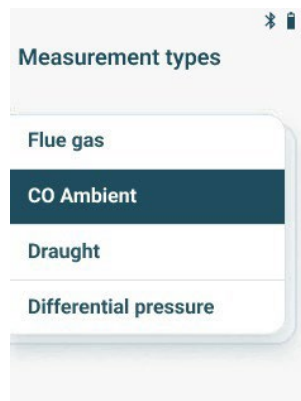 Measurement types
Flue gas
CO Ambient
Draught
Differential pressure